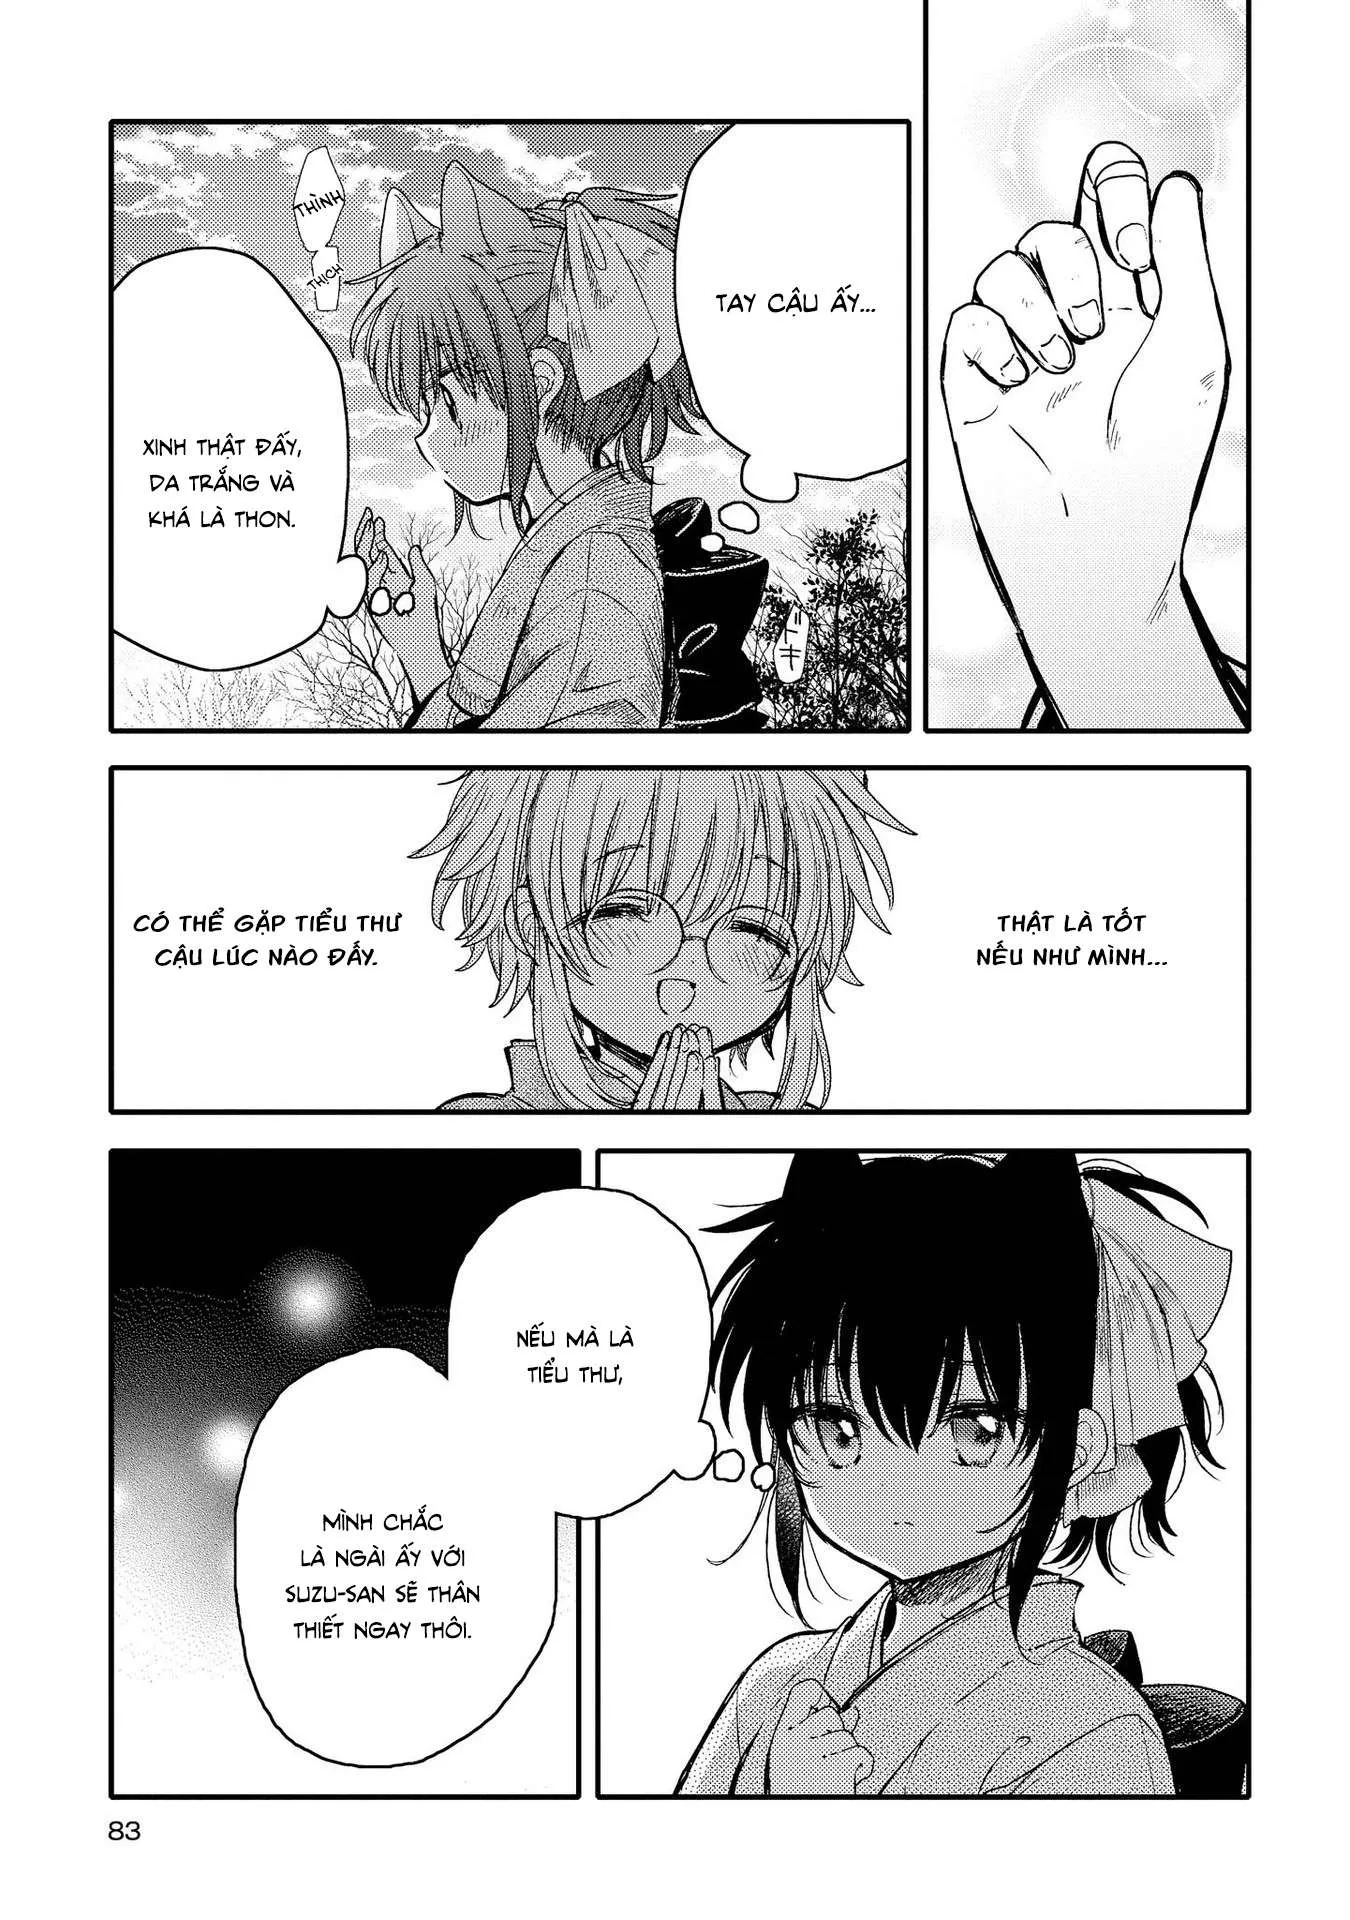 TAY CẬU ẤY...
THÌNH
THỊCH
XINH THẬT ĐẤY,
DA TRẮNG VÀ
KHÁ LÀ THON.
ドキ
THẬT LÀ TỐT
NẾU NHƯ MÌNH...
CÓ THỂ GẶP TIỂU THƯ
CẬU LÚC NÀO ĐẤY.
NẾU MÀ LÀ
TIỂU THƯ,
MÌNH CHẮC
LÀ NGÀI ẤY VỚI
SUZU-SAN SẼ THÂN
THIẾT NGAY THÔI.
83